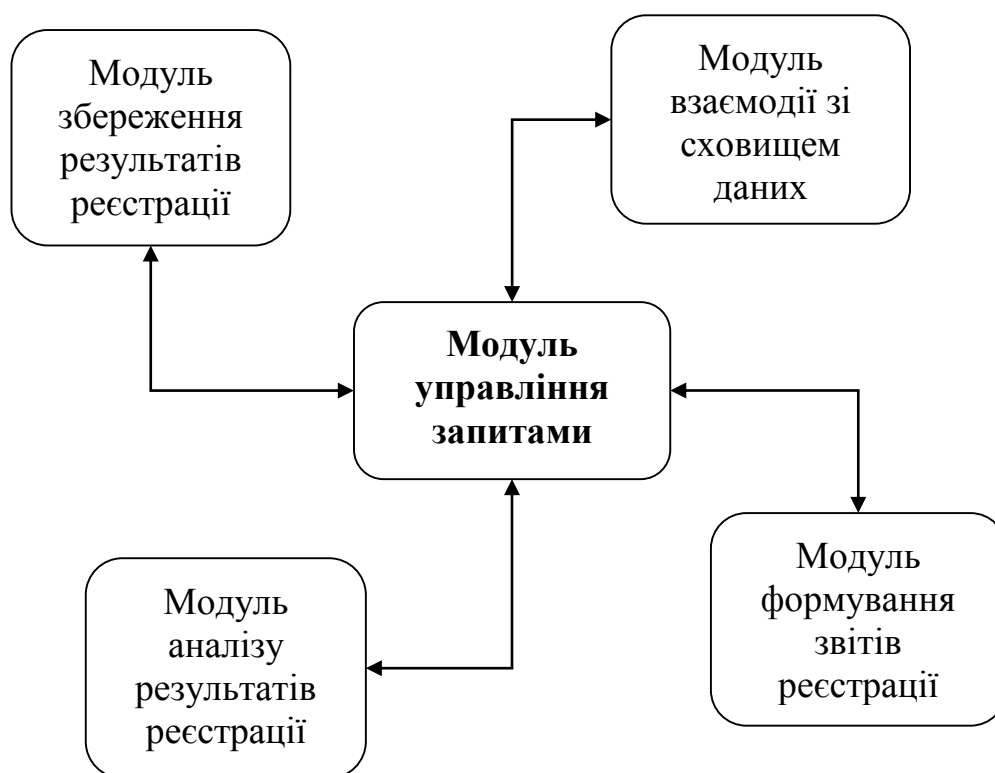 Модуль
збереження
результатів
реєстрації
Модуль
взаємодії зі
сховищем
даних
Модуль
управління
запитами
Модуль
аналізу
результатів
реєстрації
Модуль
формування
звітів
реєстрації